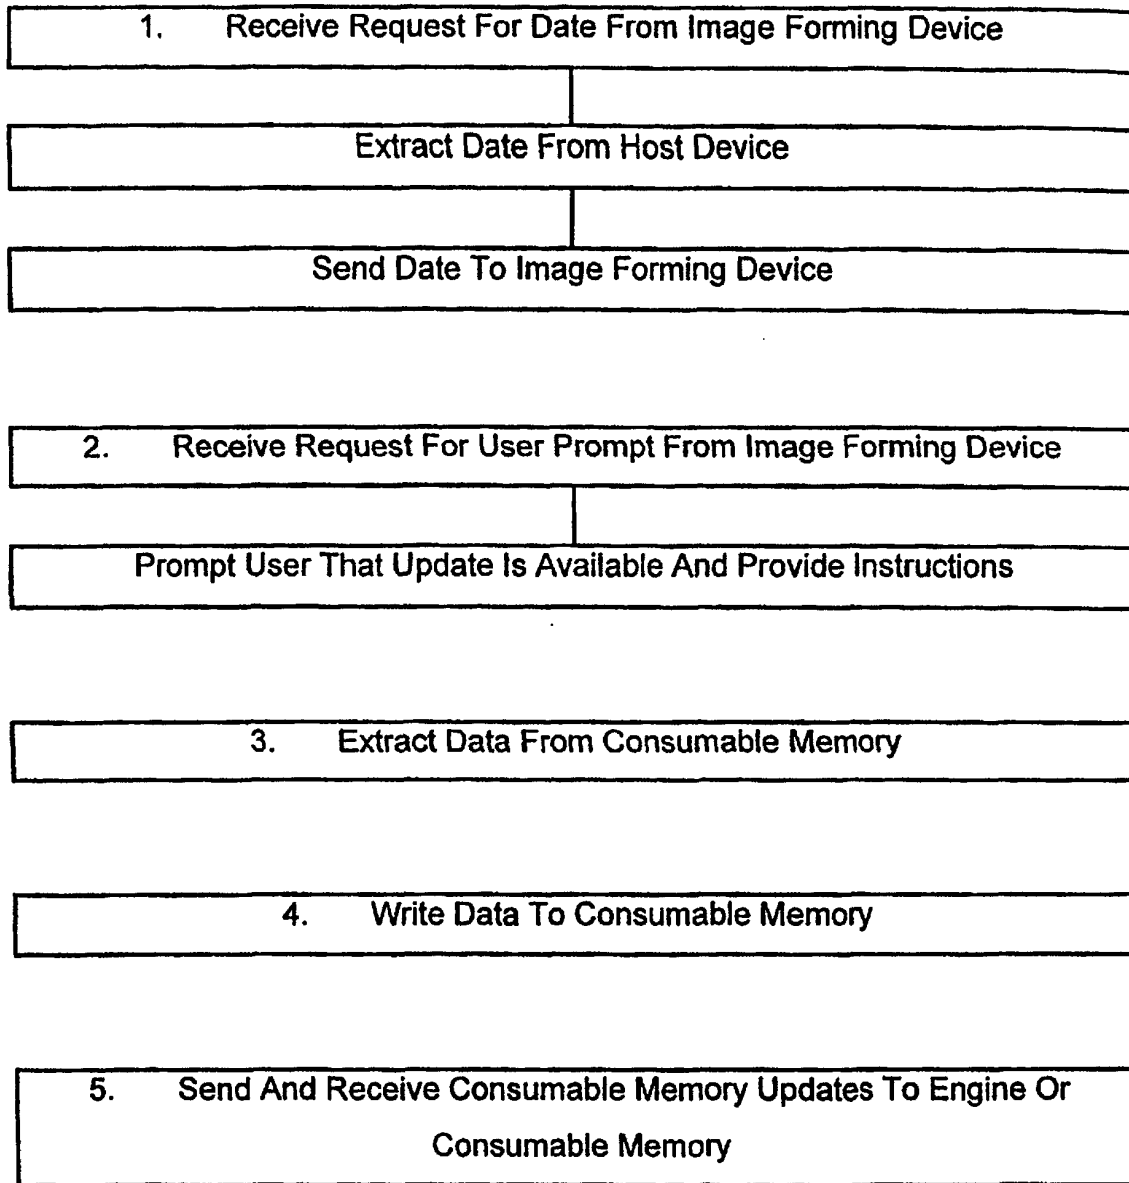 1. Receive Request For Date From Image Forming Device
Extract Date From Host Device
Send Date To Image Forming Device
2. Receive Request For User Prompt From Image Forming Device
Prompt User That Update Is Available And Provide Instructions
3. Extract Data From Consumable Memory
4. Write Data To Consumable Memory
5. Send And Receive Consumable Memory Updates To Engine Or
Consumable Memory